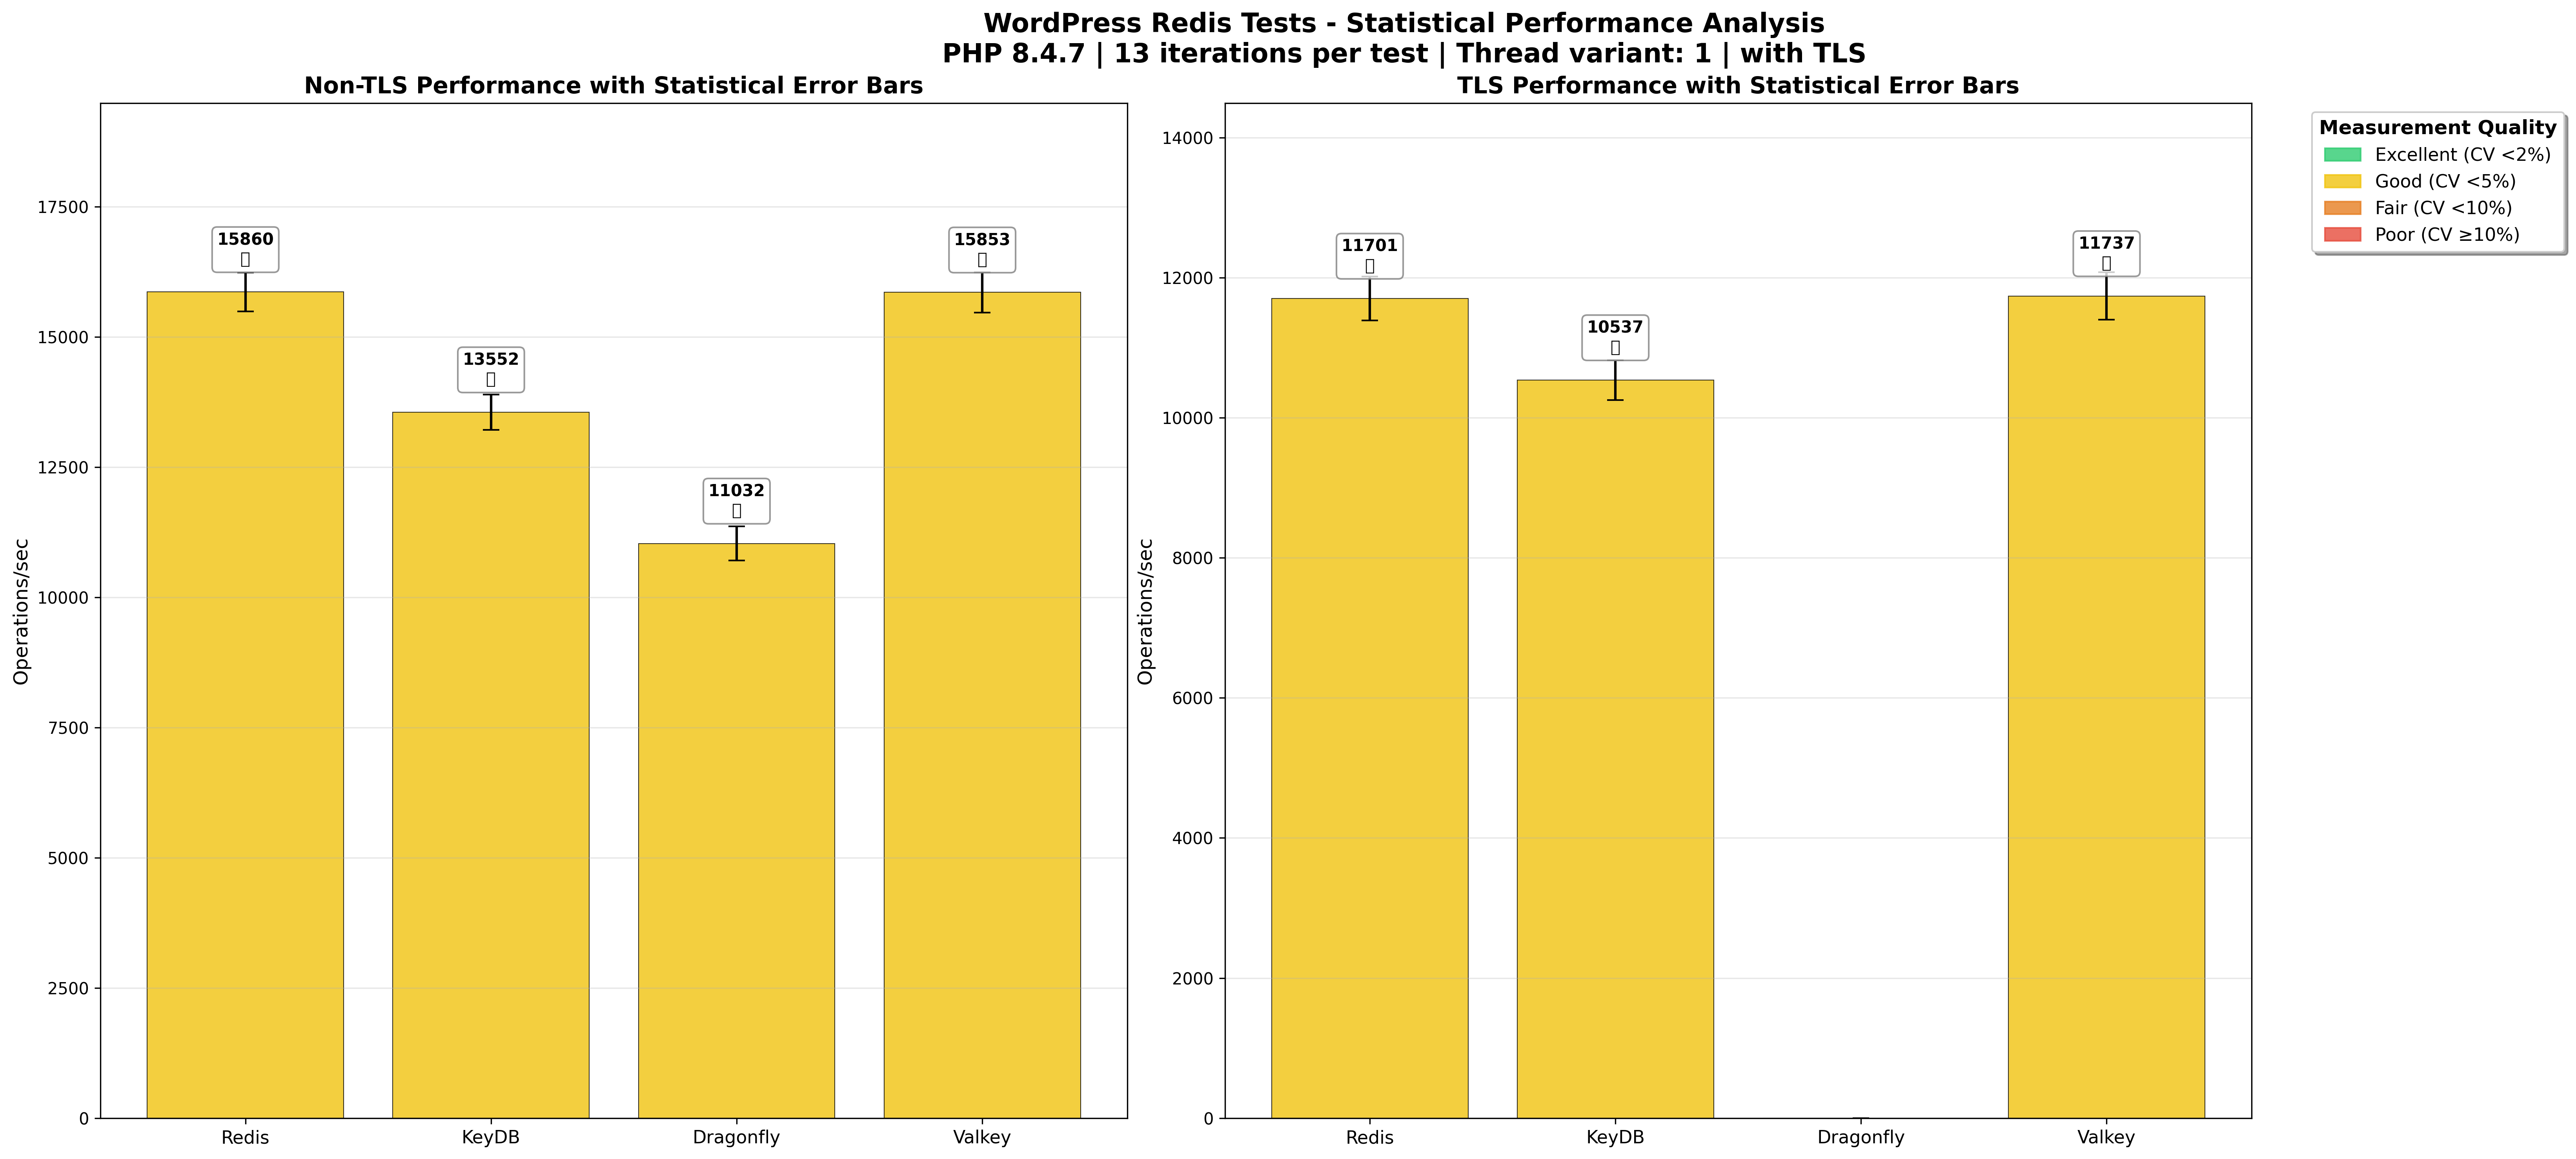 WordPress Redis Tests - Statistical Performance Analysis
PHP 8.4.7 | 13 iterations per test | Thread variant: 1 | with TLS
Non-TLS Performance with Statistical Error Bars
Operations/sec
17500
15000
12500
10000
7500
5000
2500
0
15860
13552
11032
15853
Redis
KeyDB
Dragonfly
Valkey
TLS Performance with Statistical Error Bars
Operations/sec
14000
12000
10000
8000
6000
4000
2000
0
11701
10537
11737
Redis
KeyDB
Dragonfly
Valkey
Measurement Quality
Excellent (CV <2%)
Good (CV <5%)
Fair (CV <10%)
Poor (CV ≥10%)